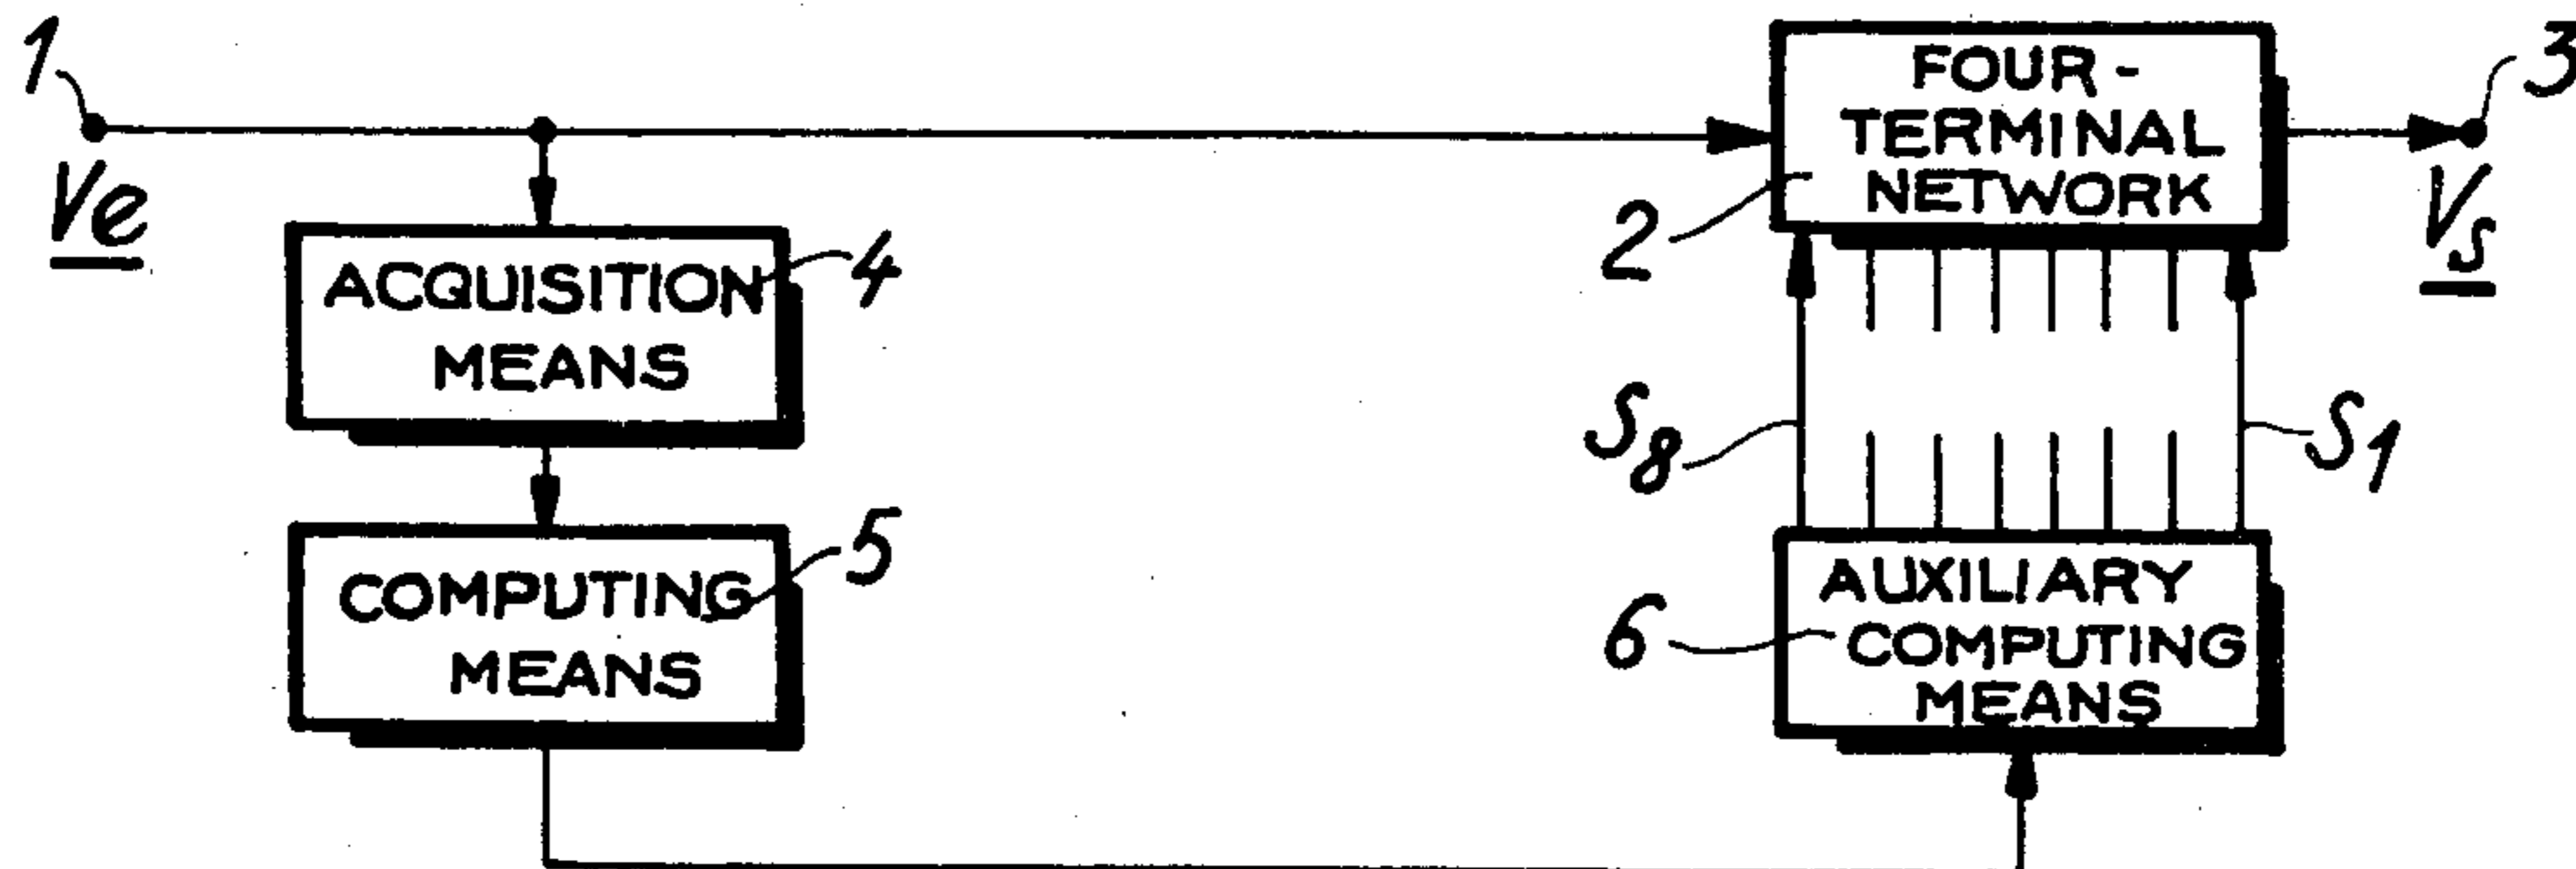 1
Ve
FOUR-
TERMINAL
NETWORK
2
3
Vs
ACQUISITION
MEANS
4
S8
S1
COMPUTING
MEANS
5
AUXILIARY
COMPUTING
MEANS
6